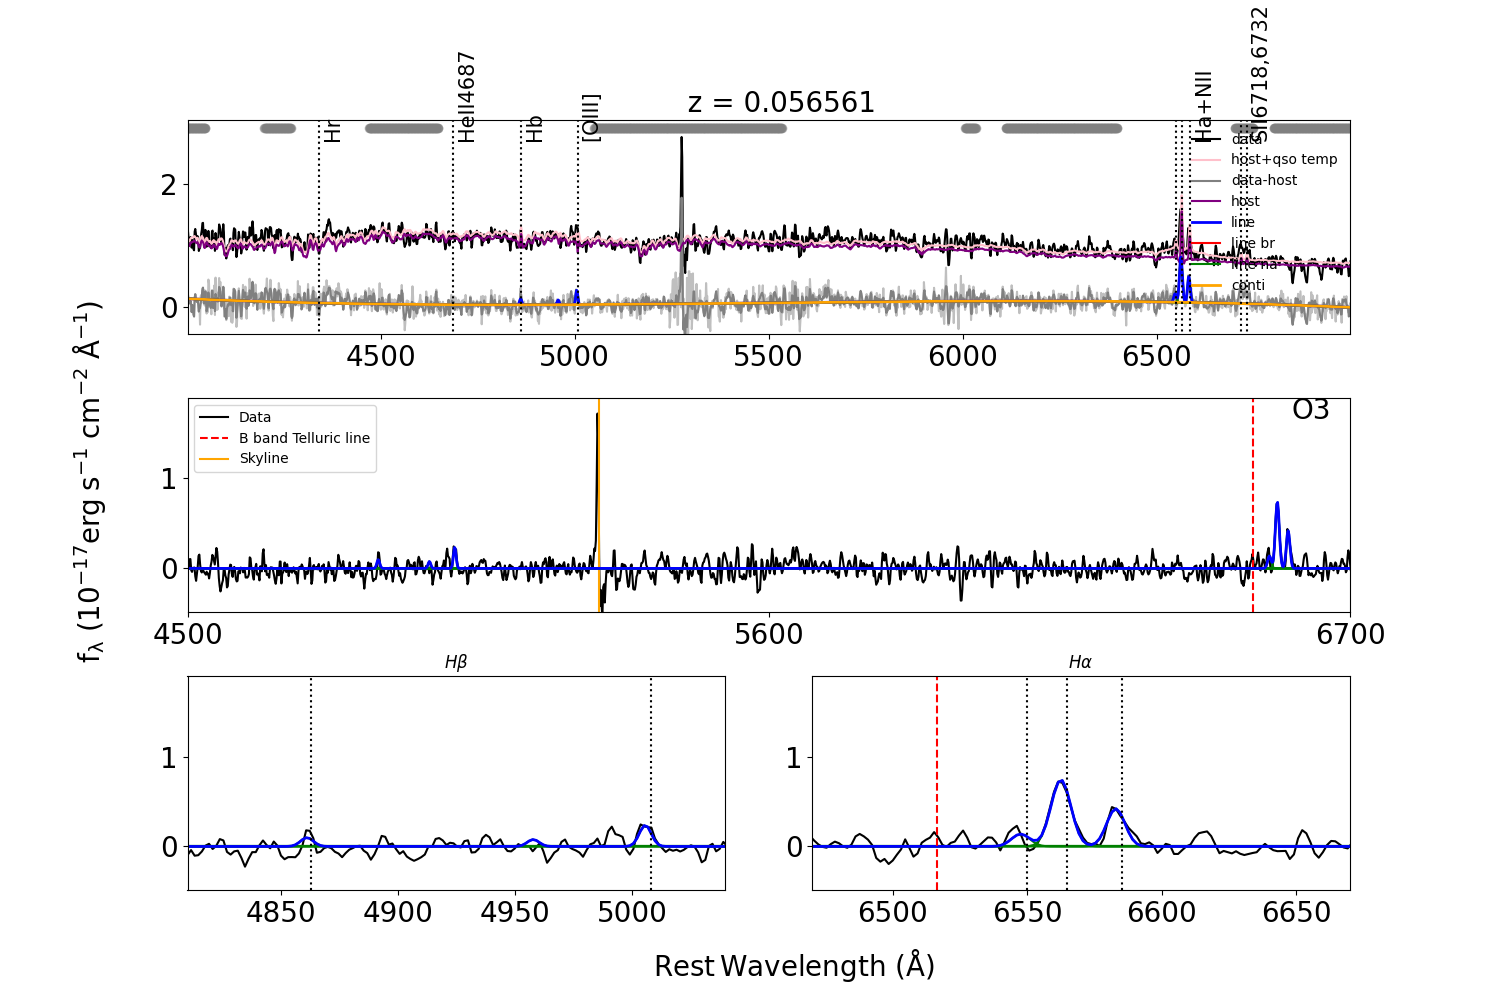 z = 0.056561
Hr
HeII4687
Hb
[OIII]
Ha+NII
SII6718,6732
data
host+qso temp
data-host
host
line
line br
line na
conti
2
0
4500 5000 5500 6000 6500
Data
B band Telluric line
Skyline
O3
1
0
4500 5600 6700
fλ (10−17erg s−1 cm−2 Å−1)
Hβ
Hα
1
0
4850 4900 4950 5000
1
0
6500 6550 6600 6650
Rest Wavelength (Å)